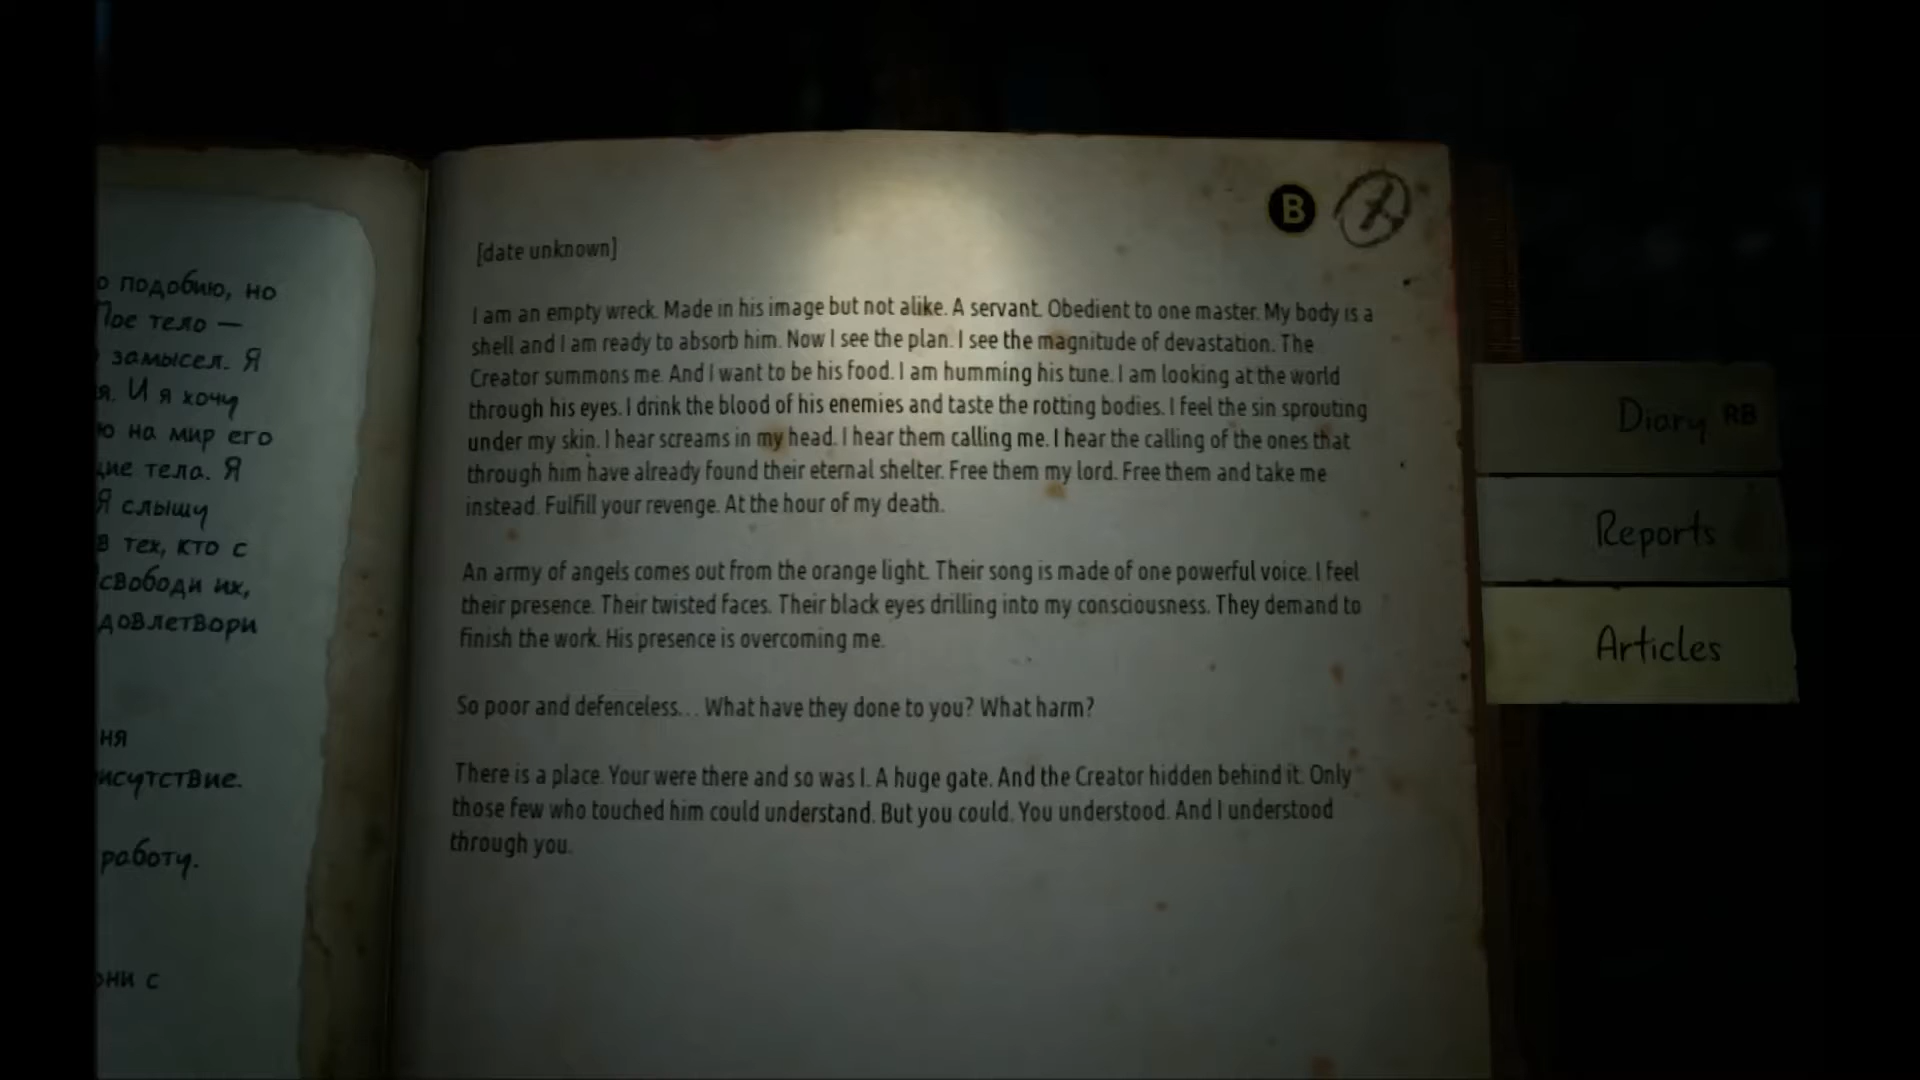 о подобию, но
тело —
замысел. Я
я. И я хочу
ю на мир его
щие тела. Я
Я слышу
в тех, кто с
свободи их,
довлетвори
ня
исутствие.
работу.
они с
B
[date unknown]
I am an empty wreck. Made in his image but not alike. A servant. Obedient to one master. My body is a
shell and I am ready to absorb him. Now I see the plan. I see the magnitude of devastation. The
Creator summons me. And I want to be his food. I am humming his tune. I am looking at the world
through his eyes. I drink the blood of his enemies and taste the rotting bodies. I feel the sin sprouting
under my skin. I hear screams in my head. I hear them calling me. I hear the calling of the ones that
through him have already found their eternal shelter. Free them my lord. Free them and take me
instead. Fulfill your revenge. At the hour of my death.
An army of angels comes out from the orange light. Their song is made of one powerful voice. I feel
their presence. Their twisted faces. Their black eyes drilling into my consciousness. They demand to
finish the work. His presence is overcoming me.
So poor and defenceless... What have they done to you? What harm?
There is a place. Your were there and so was I. A huge gate. And the Creator hidden behind it. Only
those few who touched him could understand. But you could. You understood. And I understood
through you.
Diary RB
Reports
Articles